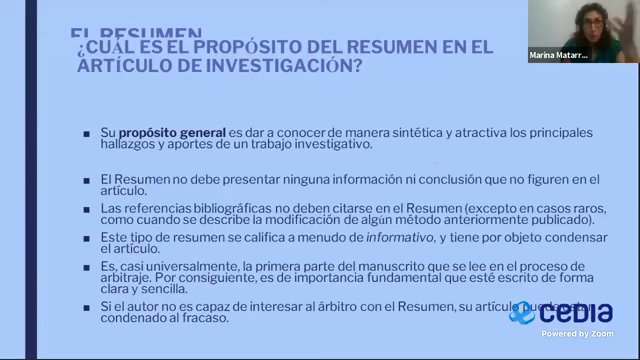 EL RESUMEN
¿CUÁL ES EL PROPÓSITO DEL RESUMEN EN EL
ARTÍCULO DE INVESTIGACIÓN?
Marina Matarr...
■ Su propósito general es dar a conocer de manera sintética y atractiva los principales
hallazgos y aportes de un trabajo investigativo.
■ El Resumen no debe presentar ninguna información ni conclusión que no figuren en el
artículo.
■ Las referencias bibliográficas no deben citarse en el Resumen (excepto en casos raros,
como cuando se describe la modificación de algún método anteriormente publicado).
■ Este tipo de resumen se califica a menudo de informativo, y tiene por objeto condensar
el artículo.
■ Es, casi universalmente, la primera parte del manuscrito que se lee en el proceso de
arbitraje. Por consiguiente, es de importancia fundamental que esté escrito de forma
clara y sencilla.
■ Si el autor no es capaz de interesar al árbitro con el Resumen, su artículo puede estar
condenado al fracaso.
CEDIA
Powered by Zoom